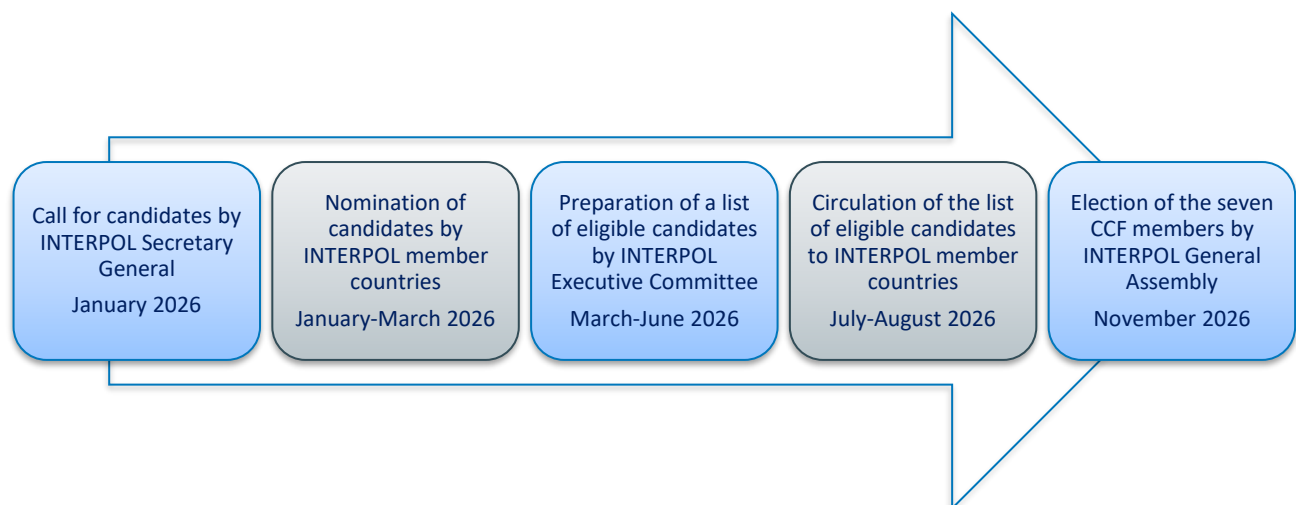 Call for candidates by
INTERPOL Secretary
General
January 2026
Nomination of
candidates by
INTERPOL member
countries
January-March 2026
Preparation of a list
of eligible candidates
by INTERPOL
Executive Committee
March-June 2026
Circulation of the list
of eligible candidates
to INTERPOL member
countries
July-August 2026
Election of the seven
CCF members by
INTERPOL General
Assembly
November 2026